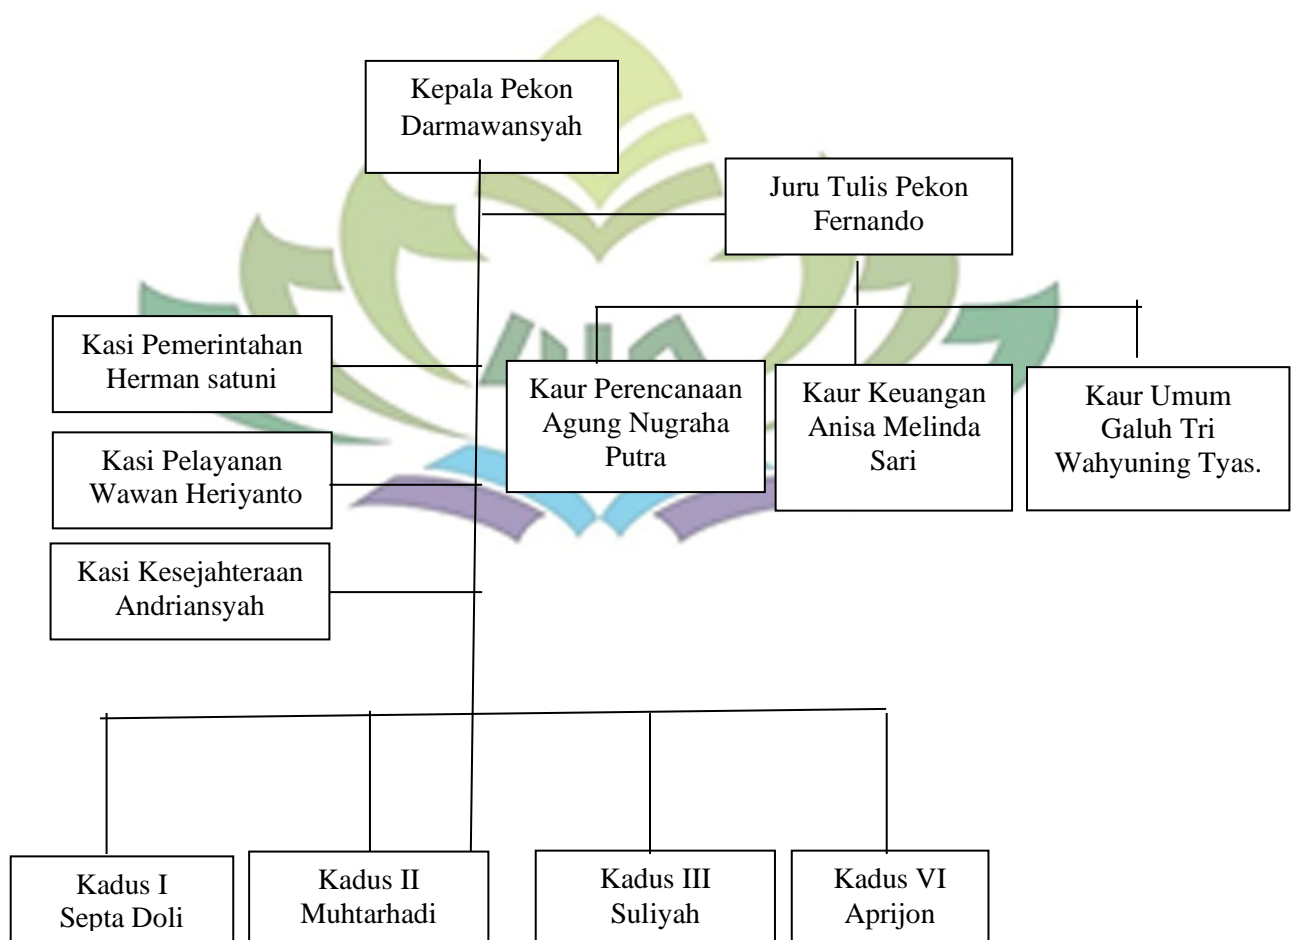 Kepala Pekon
Darmawansyah
Juru Tulis Pekon
Fernando
Kasi Pemerintahan
Herman satuni
Kaur Perencanaan
Agung Nugraha
Putra
Kaur Keuangan
Anisa Melinda
Sari
Kaur Umum
Galuh Tri
Wahyuning Tyas.
Kasi Pelayanan
Wawan Heriyanto
Kasi Kesejahteraan
Andriansyah
Kadus I
Septa Doli
Kadus II
Muhtarhadi
Kadus III
Suliyah
Kadus VI
Aprijon